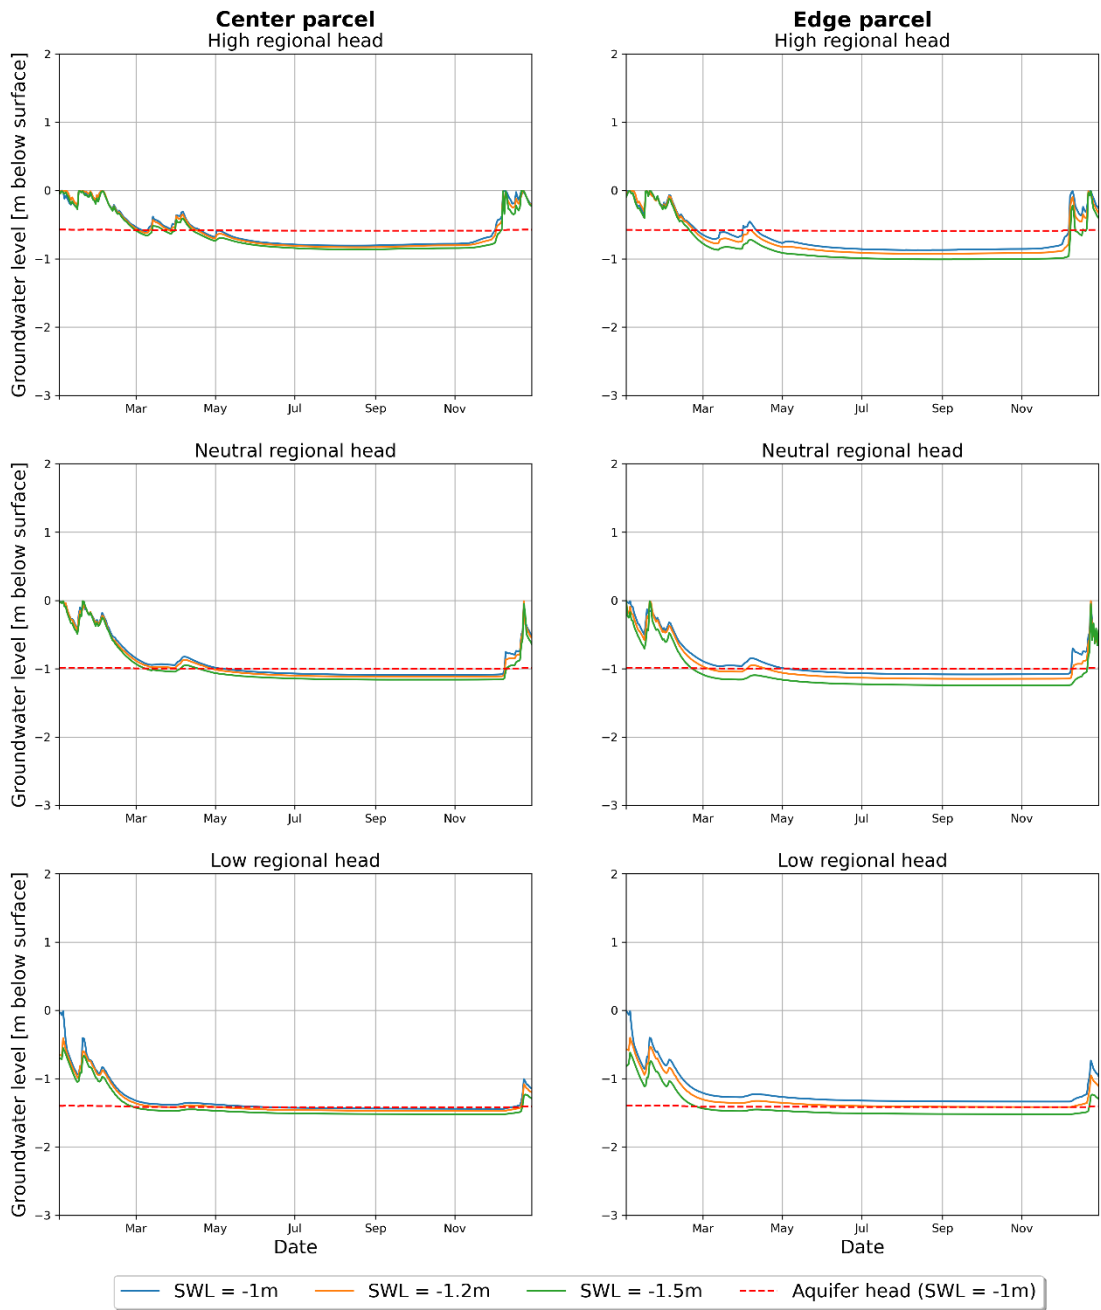 Center parcel
High regional head
Groundwater level [m below surface]
2
1
0
−1
−2
−3
Mar
May
Jul
Sep
Nov
Edge parcel
High regional head
2
1
0
−1
−2
−3
Mar
May
Jul
Sep
Nov
Neutral regional head
Groundwater level [m below surface]
2
1
0
−1
−2
−3
Mar
May
Jul
Sep
Nov
Neutral regional head
2
1
0
−1
−2
−3
Mar
May
Jul
Sep
Nov
Low regional head
Groundwater level [m below surface]
2
1
0
−1
−2
−3
Mar
May
Jul
Sep
Nov
Date
Low regional head
2
1
0
−1
−2
−3
Mar
May
Jul
Sep
Nov
Date
SWL = -1m
SWL = -1.2m
SWL = -1.5m
Aquifer head (SWL = -1m)